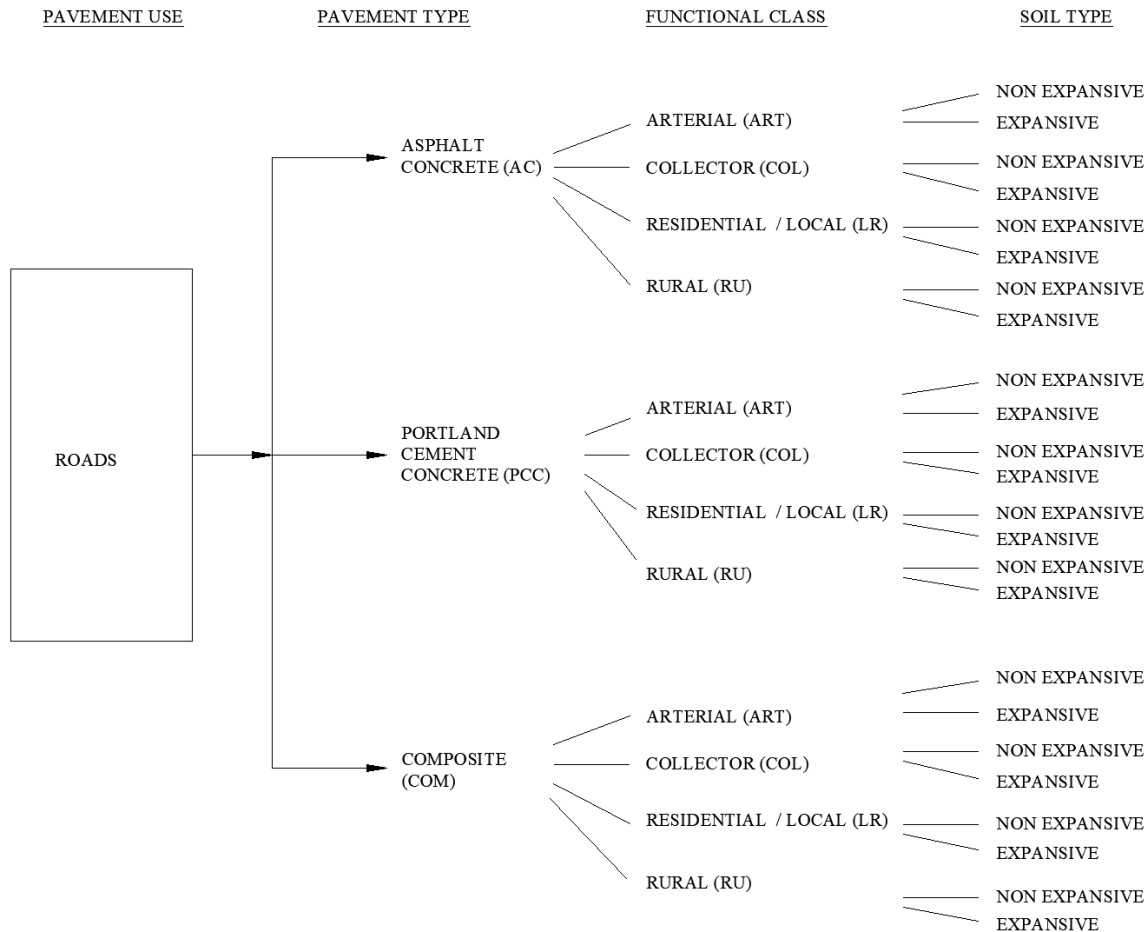 PAVEMENT USE
PAVEMENT TYPE
FUNCTIONAL CLASS
SOIL TYPE
ROADS
ASPHALT
CONCRETE (AC)
ARTERIAL (ART)
NON EXPANSIVE
EXPANSIVE
COLLECTOR (COL)
NON EXPANSIVE
EXPANSIVE
RESIDENTIAL / LOCAL (LR)
NON EXPANSIVE
EXPANSIVE
RURAL (RU)
NON EXPANSIVE
EXPANSIVE
PORTLAND
CEMENT
CONCRETE (PCC)
ARTERIAL (ART)
NON EXPANSIVE
EXPANSIVE
COLLECTOR (COL)
NON EXPANSIVE
EXPANSIVE
RESIDENTIAL / LOCAL (LR)
NON EXPANSIVE
EXPANSIVE
RURAL (RU)
NON EXPANSIVE
EXPANSIVE
COMPOSITE
(COM)
ARTERIAL (ART)
NON EXPANSIVE
EXPANSIVE
COLLECTOR (COL)
NON EXPANSIVE
EXPANSIVE
RESIDENTIAL / LOCAL (LR)
NON EXPANSIVE
EXPANSIVE
RURAL (RU)
NON EXPANSIVE
EXPANSIVE